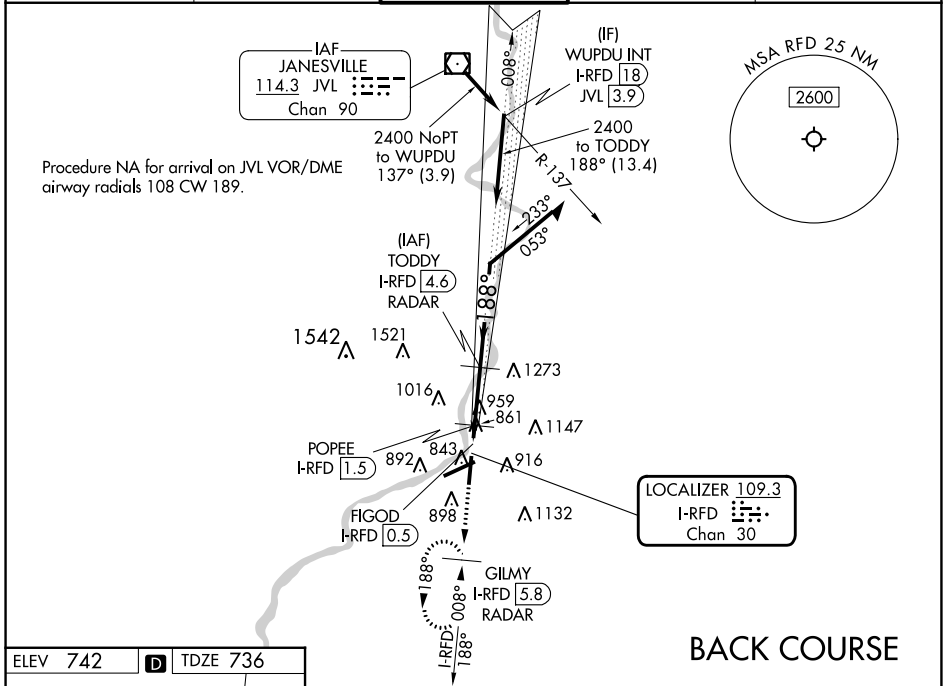 IAF
JANESVILLE
114.3 JVL
Chan 90
(IF)
WUPDU INT
I-RFD 18
JVL 3.9
008°
MSA RFD 25 NM
2600
2400 NoPT
to WUPDU
137° (3.9)
2400
to TODDY
188° (13.4)
R-137
Procedure NA for arrival on JVL VOR/DME
airway radials 108 CW 189.
233°
053°
(IAF)
TODDY
I-RFD 4.6
RADAR
188°
1542
1521
1273
1016
959
861
1147
POPEE
I-RFD 1.5
892
843
916
LOCALIZER 109.3
I-RFD
Chan 30
FIGOD
I-RFD 0.5
898
1132
188°
GILMY
I-RFD 5.8
RADAR
008°
I-RFD
188°
BACK COURSE
ELEV 742 D TDZE 736